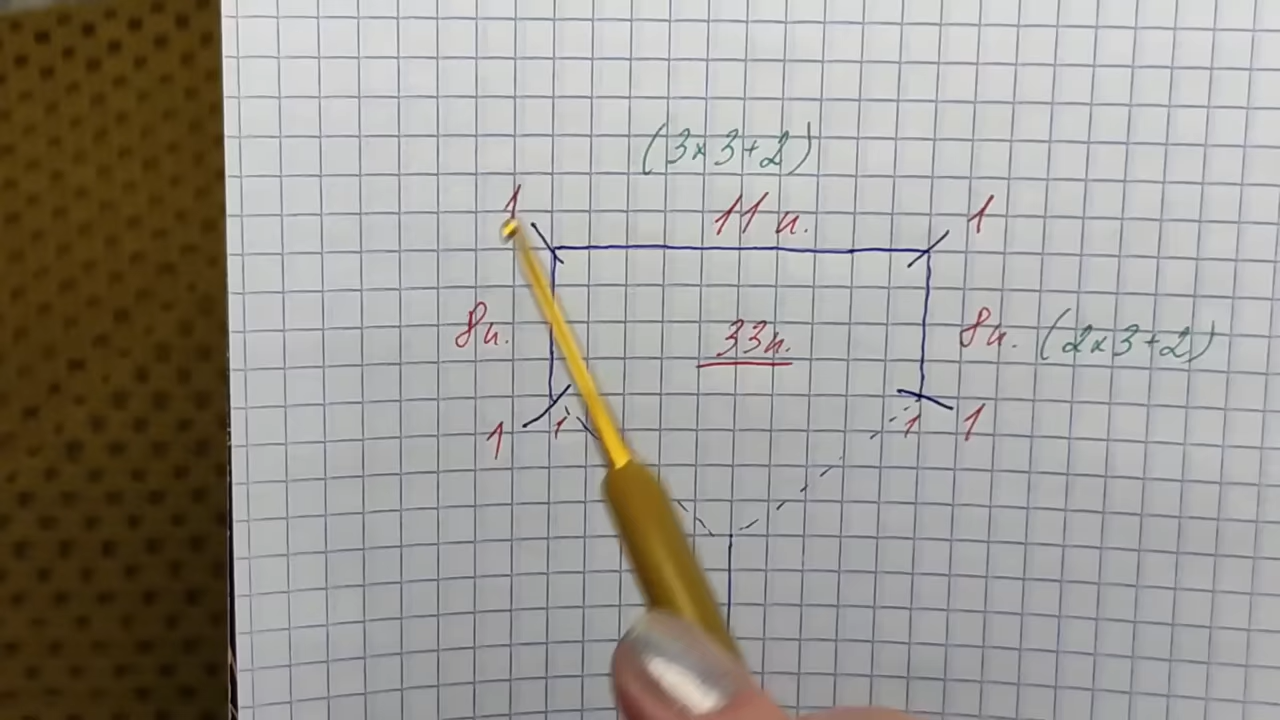 (3×3+2)
1 11 п. 1
8п. 33п. 8п. (2×3+2)
1 1 1 1